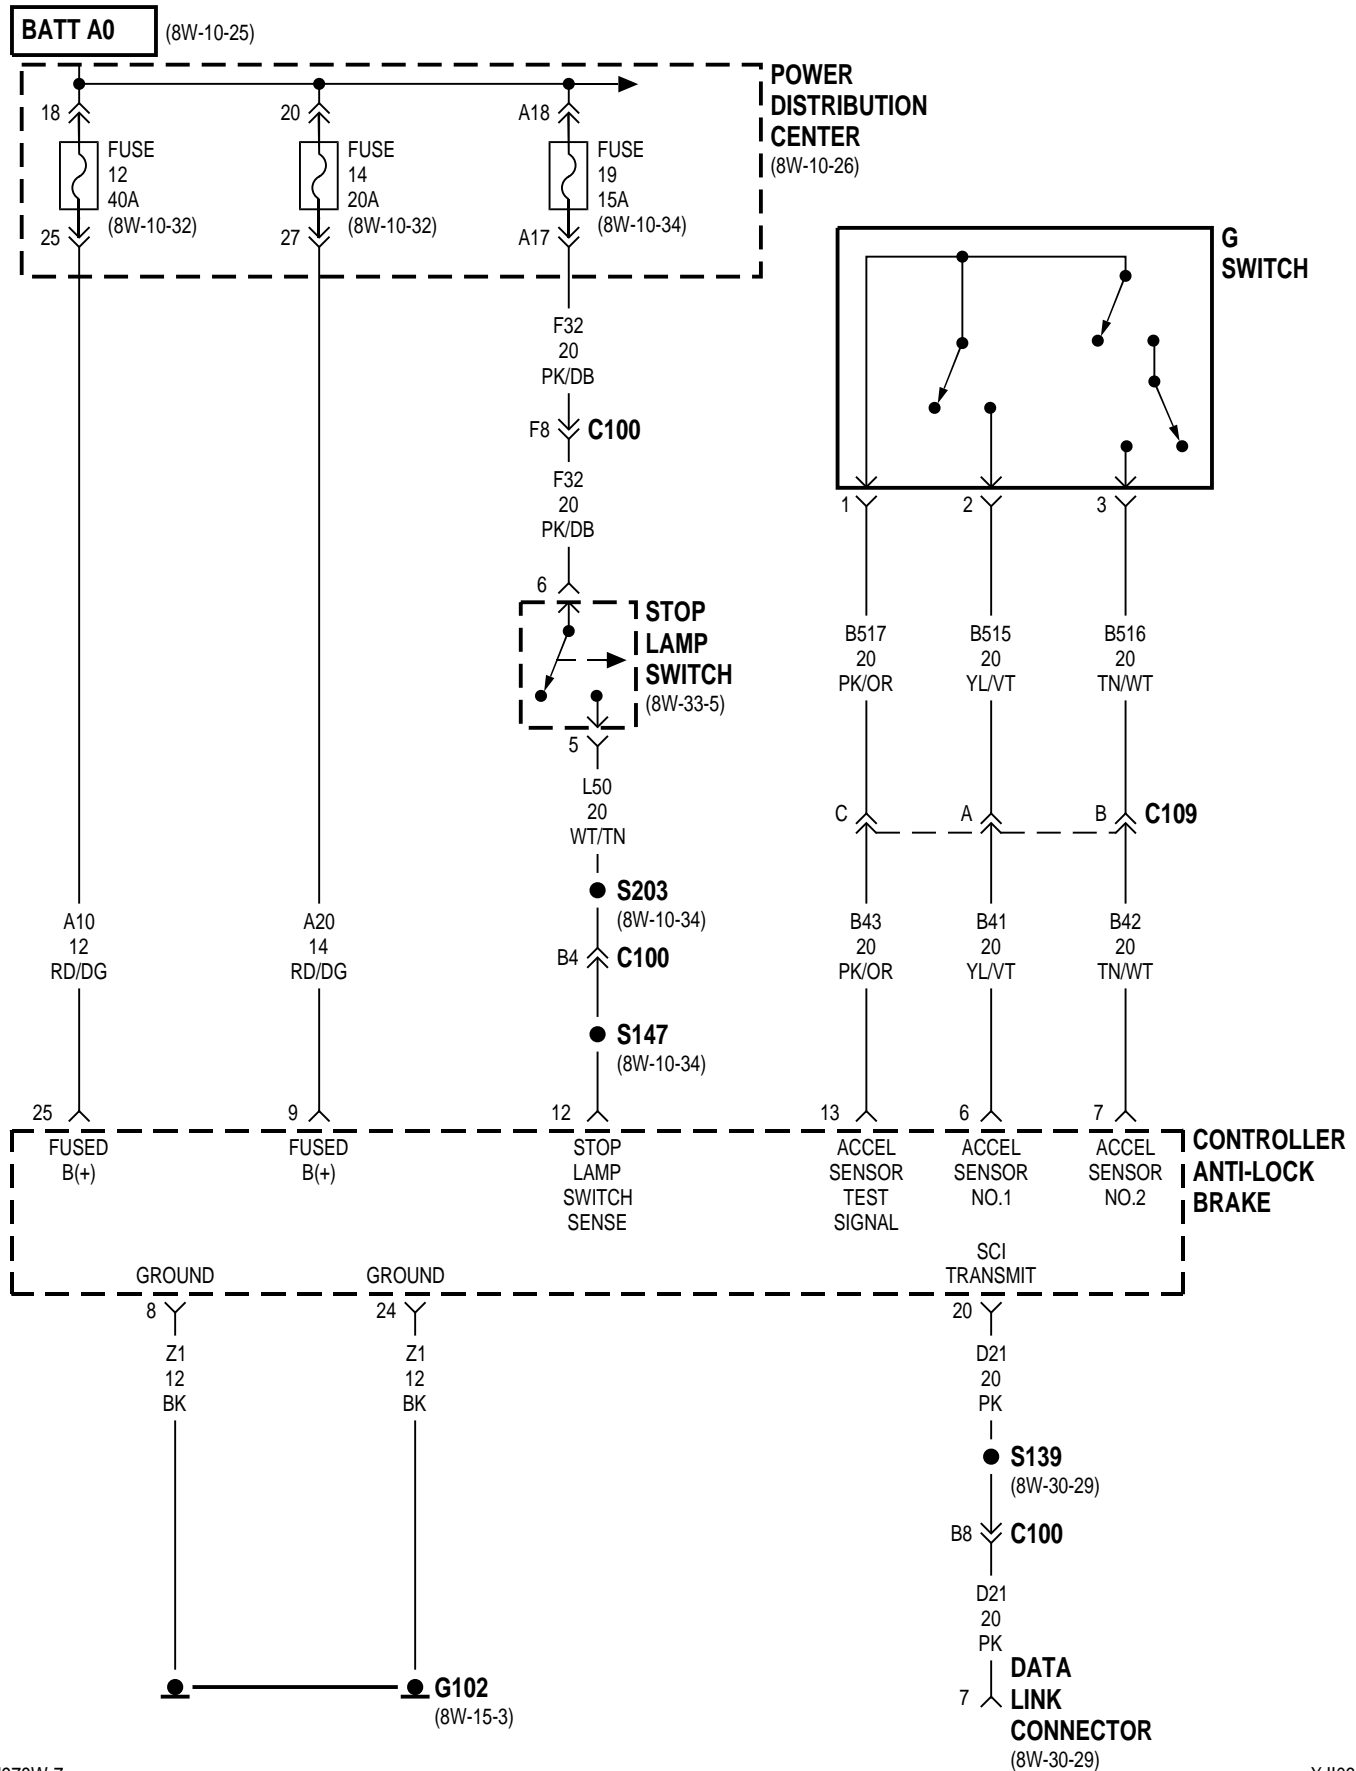 BATT A0 (8W-10-25)
POWER
DISTRIBUTION
CENTER
(8W-10-26)
18
FUSE
12
40A
(8W-10-32)
25
20
FUSE
14
20A
(8W-10-32)
27
A18
FUSE
19
15A
(8W-10-34)
A17
G
SWITCH
F32
20
PK/DB
F8 C100
F32
20
PK/DB
6
STOP
LAMP
SWITCH
(8W-33-5)
5
L50
20
WT/TN
S203
(8W-10-34)
B4 C100
S147
(8W-10-34)
1 2 3
B517
20
PK/OR
B515
20
YL/VT
B516
20
TN/WT
C A B C109
A10
12
RD/DG
A20
14
RD/DG
B43
20
PK/OR
B41
20
YL/VT
B42
20
TN/WT
25 9 12 13 6 7
FUSED
B(+)
FUSED
B(+)
STOP
LAMP
SWITCH
SENSE
ACCEL
SENSOR
TEST
SIGNAL
ACCEL
SENSOR
NO.1
ACCEL
SENSOR
NO.2
CONTROLLER
ANTI-LOCK
BRAKE
GROUND
GROUND
SCI
TRANSMIT
8 24 20
Z1
12
BK
Z1
12
BK
D21
20
PK
S139
(8W-30-29)
B8 C100
D21
20
PK
G102
(8W-15-3)
7
DATA
LINK
CONNECTOR
(8W-30-29)